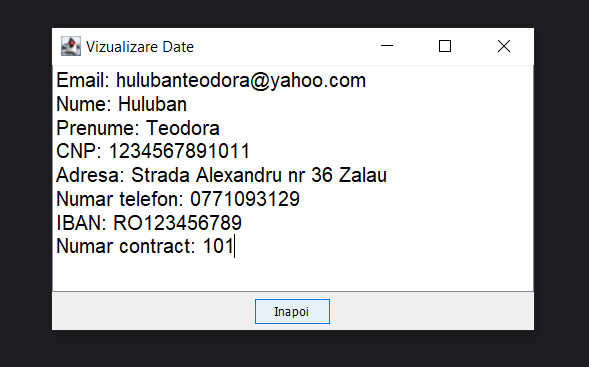 Vizualizare Date
Email: hulubanteodora@yahoo.com
Nume: Huluban
Prenume: Teodora
CNP: 1234567891011
Adresa: Strada Alexandru nr 36 Zalau
Numar telefon: 0771093129
IBAN: RO123456789
Numar contract: 101
Inapoi